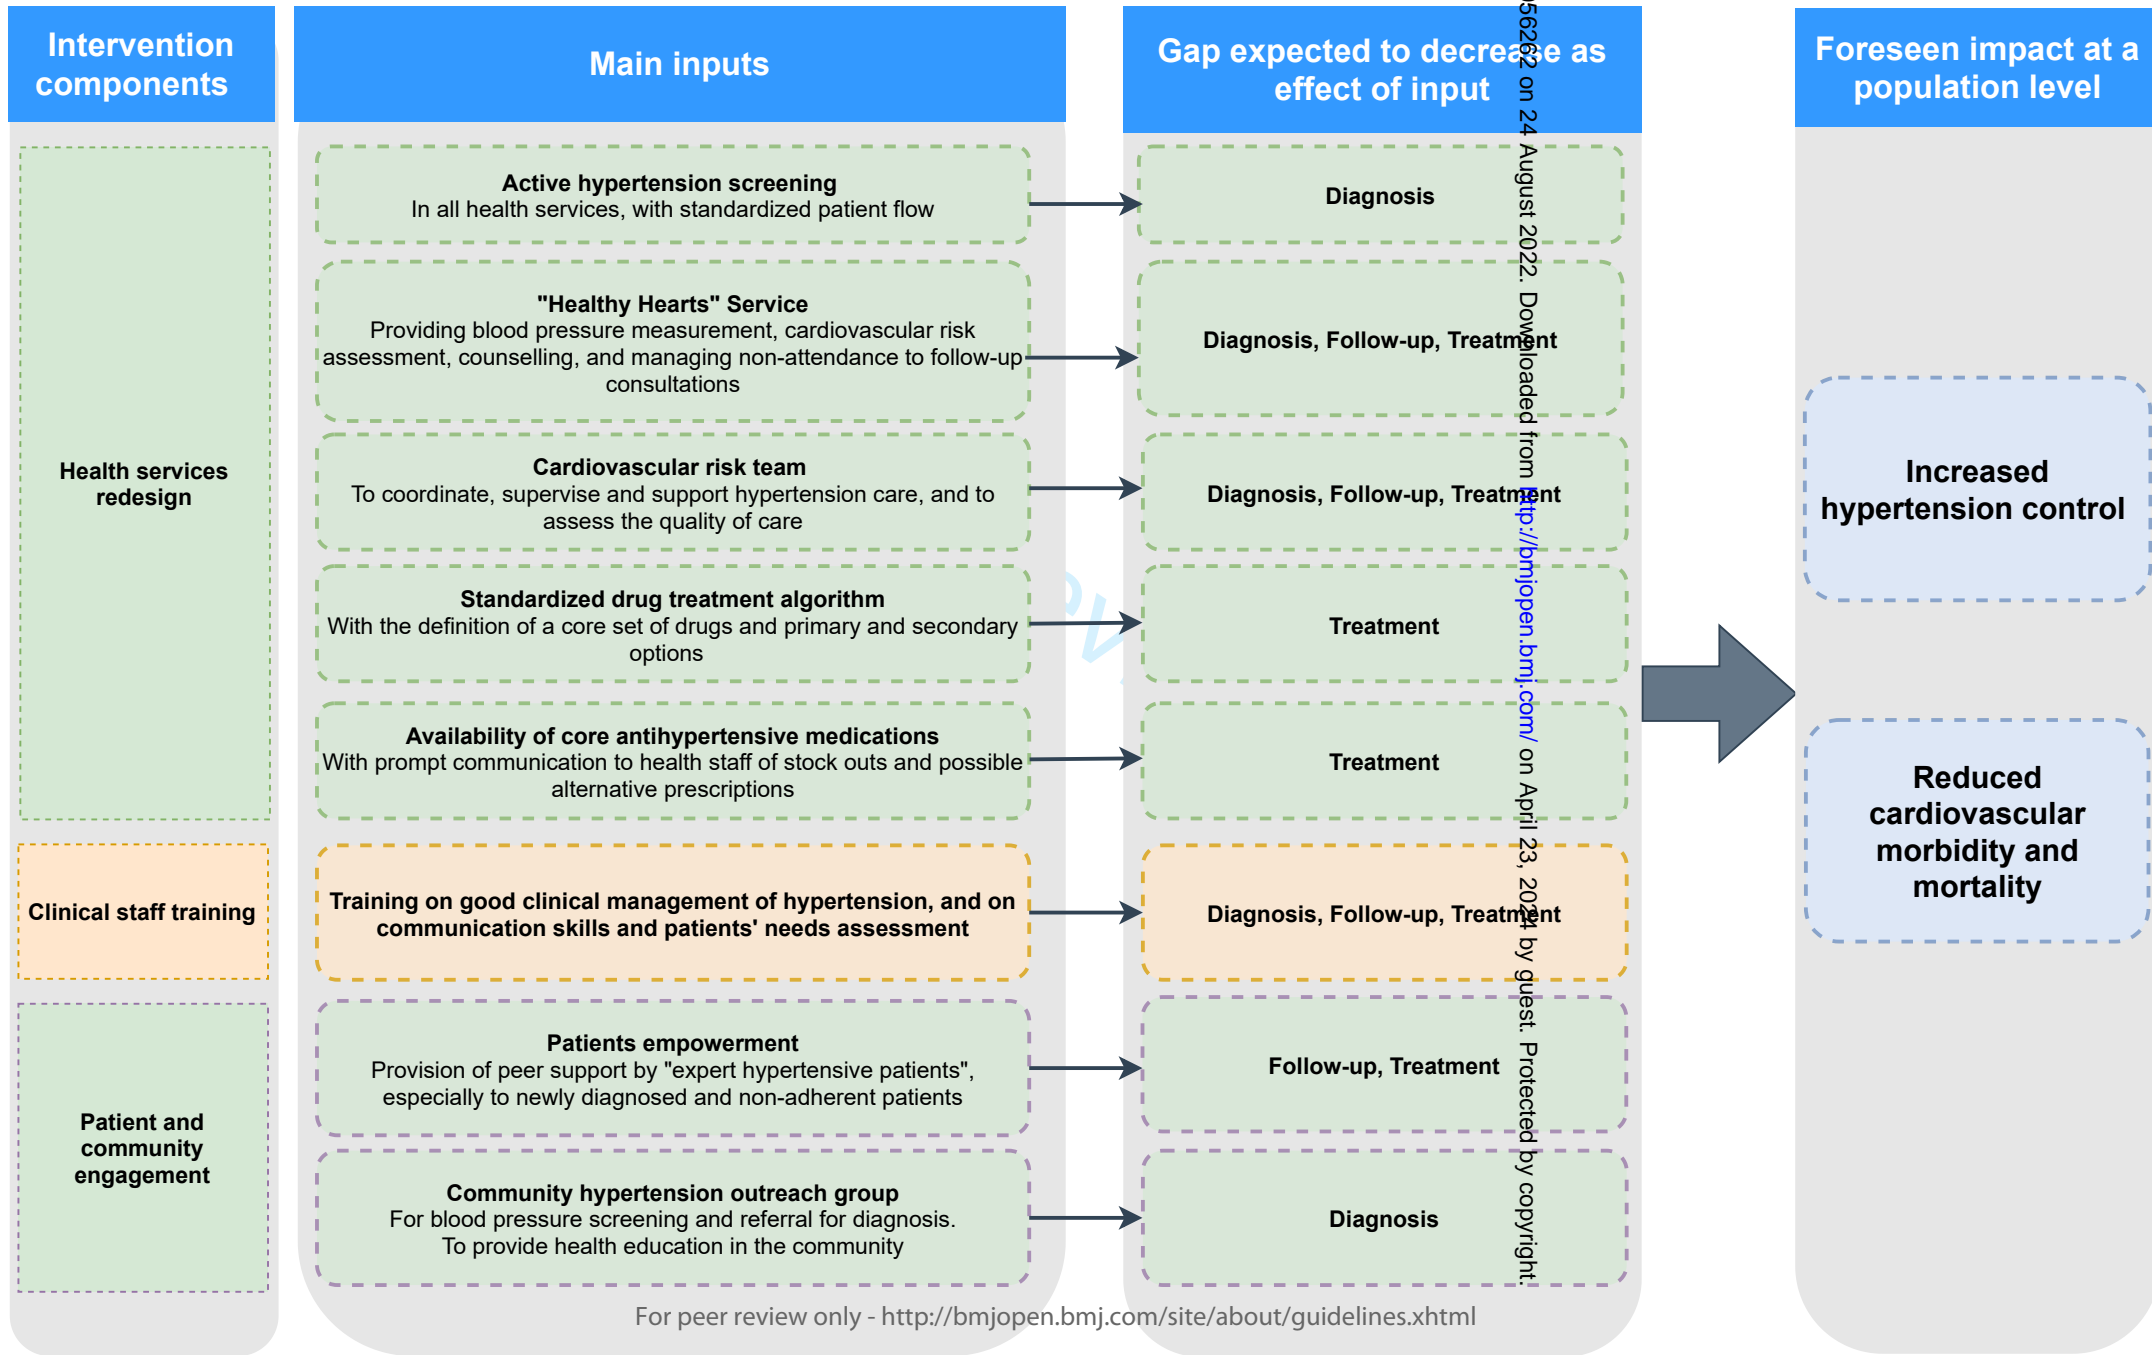 Intervention
components
Main inputs
Gap expected to decrease as
effect of input
Foreseen impact at a
population level
Health services
redesign
Active hypertension screening
In all health services, with standardized patient flow
Diagnosis
"Healthy Hearts" Service
Providing blood pressure measurement, cardiovascular risk
assessment, counselling, and managing non-attendance to follow-up
consultations
Diagnosis, Follow-up, Treatment
Cardiovascular risk team
To coordinate, supervise and support hypertension care, and to
assess the quality of care
Diagnosis, Follow-up, Treatment
Standardized drug treatment algorithm
With the definition of a core set of drugs and primary and secondary
options
Treatment
Availability of core antihypertensive medications
With prompt communication to health staff of stock outs and possible
alternative prescriptions
Treatment
Clinical staff training
Training on good clinical management of hypertension, and on
communication skills and patients' needs assessment
Diagnosis, Follow-up, Treatment
Patient and
community
engagement
Patients empowerment
Provision of peer support by "expert hypertensive patients",
especially to newly diagnosed and non-adherent patients
Follow-up, Treatment
Community hypertension outreach group
For blood pressure screening and referral for diagnosis.
To provide health education in the community
Diagnosis
Increased
hypertension control
Reduced
cardiovascular
morbidity and
mortality
56262 on 24 August 2022. Downloaded from http://bmjopen.bmj.com/ on April 23, 2024 by guest. Protected by copyright.
For peer review only - http://bmjopen.bmj.com/site/about/guidelines.xhtml